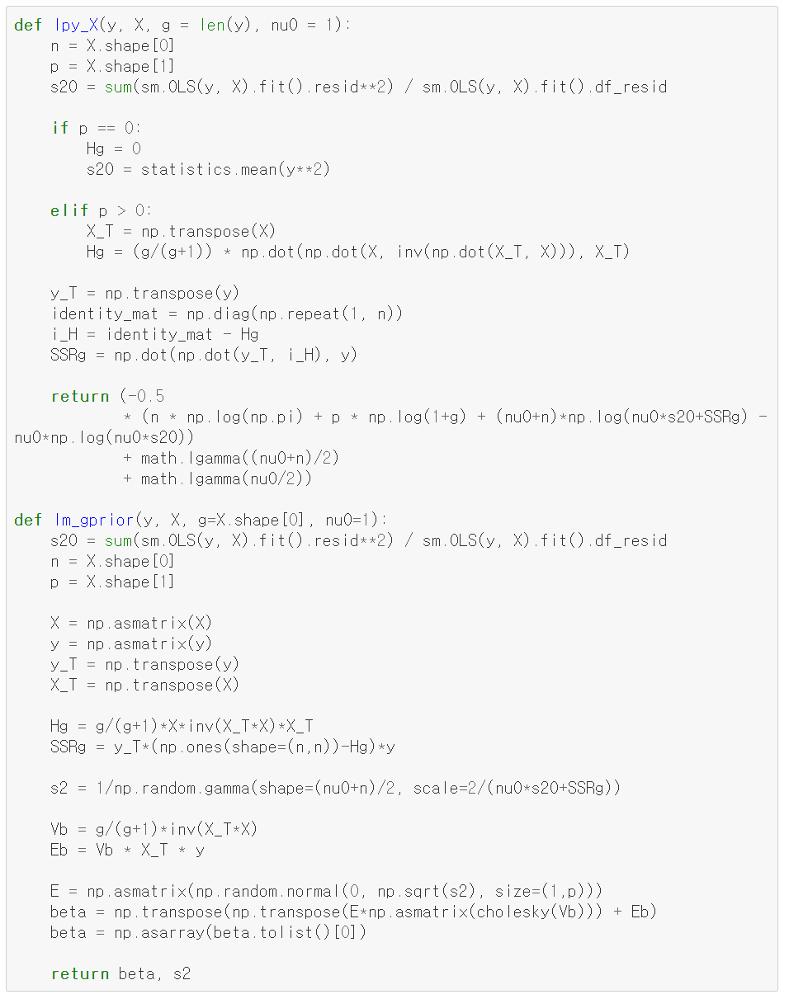 def lpy_X(y, X, g = len(y), nu0 = 1):
    n = X.shape[0]
    p = X.shape[1]
    s20 = sum(sm.OLS(y, X).fit().resid**2) / sm.OLS(y, X).fit().df_resid

    if p == 0:
        Hg = 0
        s20 = statistics.mean(y**2)

    elif p > 0:
        X_T = np.transpose(X)
        Hg = (g/(g+1)) * np.dot(np.dot(X, inv(np.dot(X_T, X))), X_T)

    y_T = np.transpose(y)
    identity_mat = np.diag(np.repeat(1, n))
    i_H = identity_mat - Hg
    SSRg = np.dot(np.dot(y_T, i_H), y)

    return (-0.5
            * (n * np.log(np.pi) + p * np.log(1+g) + (nu0+n)*np.log(nu0*s20+SSRg) -
nu0*np.log(nu0*s20))
            + math.lgamma((nu0+n)/2)
            + math.lgamma(nu0/2))

def lm_gprior(y, X, g=X.shape[0], nu0=1):
    s20 = sum(sm.OLS(y, X).fit().resid**2) / sm.OLS(y, X).fit().df_resid
    n = X.shape[0]
    p = X.shape[1]

    X = np.asmatrix(X)
    y = np.asmatrix(y)
    y_T = np.transpose(y)
    X_T = np.transpose(X)

    Hg = g/(g+1)*X*inv(X_T*X)*X_T
    SSRg = y_T*(np.ones(shape=(n,n))-Hg)*y

    s2 = 1/np.random.gamma(shape=(nu0+n)/2, scale=2/(nu0*s20+SSRg))

    Vb = g/(g+1)*inv(X_T*X)
    Eb = Vb * X_T * y

    E = np.asmatrix(np.random.normal(0, np.sqrt(s2), size=(1,p)))
    beta = np.transpose(np.transpose(E*np.asmatrix(cholesky(Vb))) + Eb)
    beta = np.asarray(beta.tolist()[0])

    return beta, s2